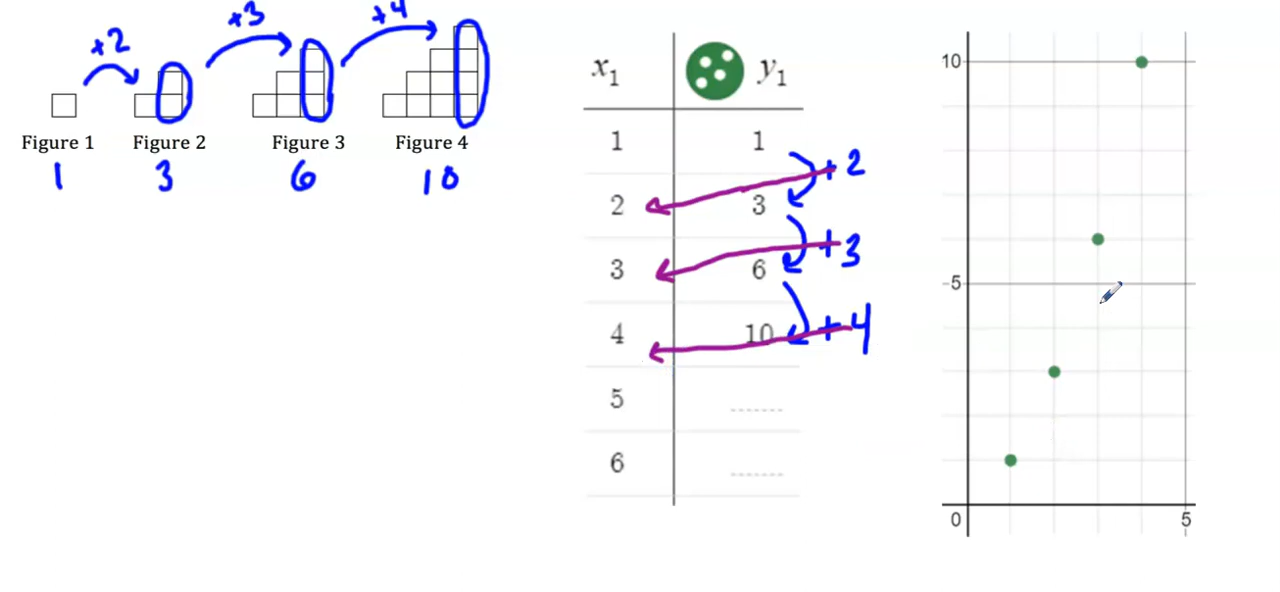 +2 +3 +4
Figure 1 Figure 2 Figure 3 Figure 4
1 3 6 10
x₁ y₁
1 1
+2
2 3
+3
3 6
4 10 +4
5 ........
6 ........
10
5
0 5